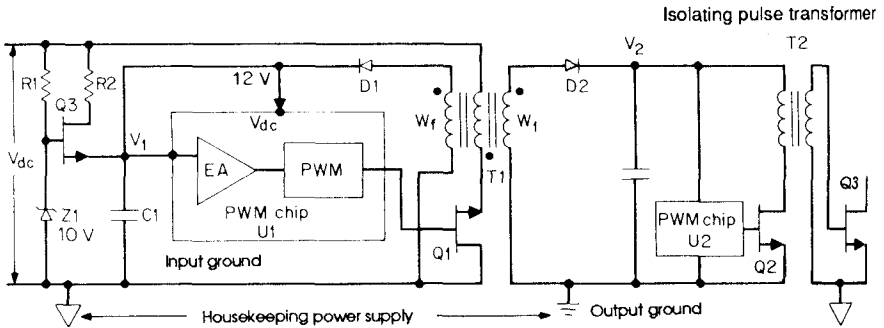 Isolating pulse transformer
T2
V2
12 V
D1
D2
R1
R2
Q3
Vdc
V1
Vdc
EA
PWM
PWM chip
U1
Wf
W1
T1
Q1
Z1
10 V
C1
PWM chip
U2
Q2
Q3
Input ground
Housekeeping power supply
Output ground